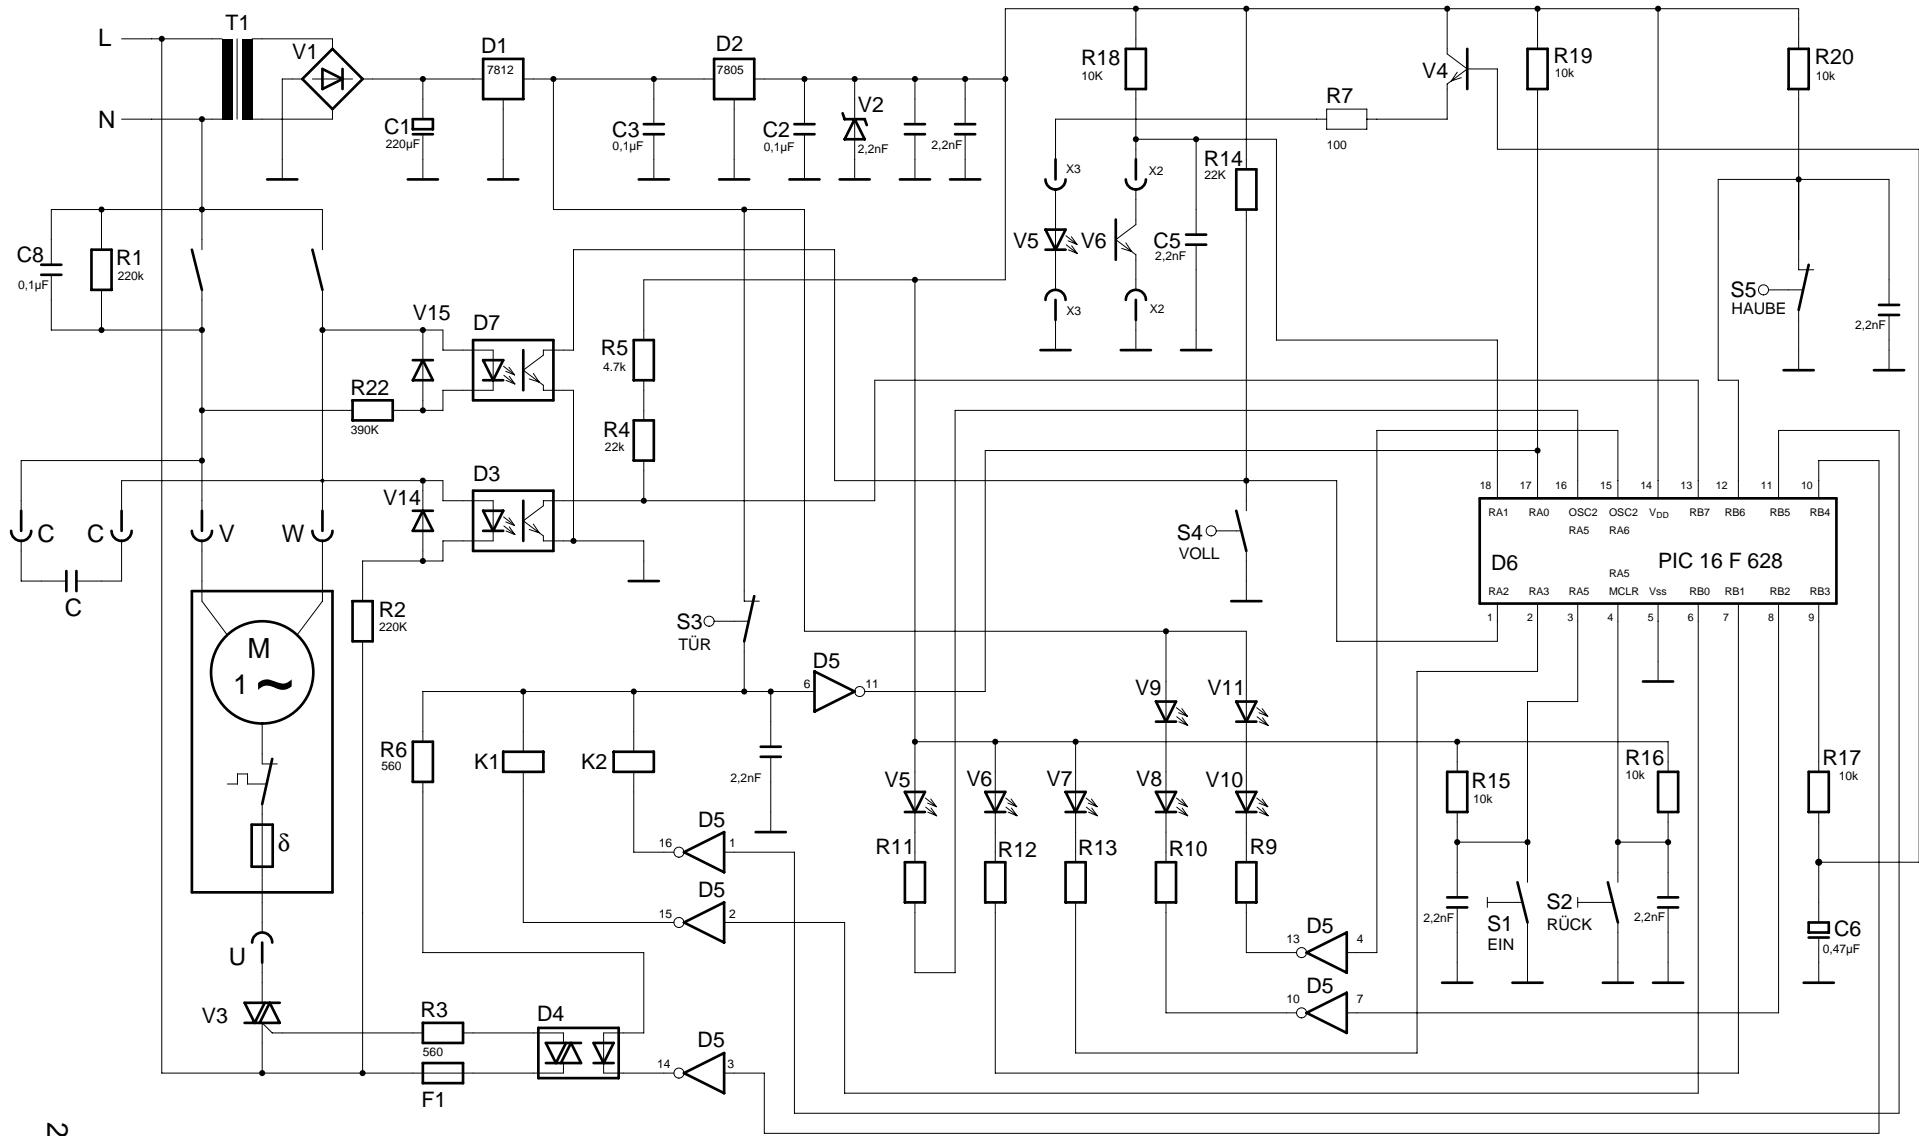 T1
L
N
V1
D1
7812
D2
7805
C1
220µF
C3
0,1µF
C2
0,1µF
V2
2,2nF
2,2nF
R18
10K
V4
R19
10k
R20
10k
R7
100
R14
22K
X3
X2
V5
V6
C5
2,2nF
X3
X2
S5
HAUBE
2,2nF
C8
0,1µF
R1
220k
V15
D7
R5
4.7k
R22
390K
R4
22k
D3
V14
C
C
V
W
C
S4
VOLL
18
17
16
15
14
13
12
11
10
RA1
RA0
OSC2
OSC2
VDD
RB7
RB6
RB5
RB4
RA5
RA6
D6
PIC 16 F 628
RA5
RA2
RA3
RA5
MCLR
Vss
RB0
RB1
RB2
RB3
1
2
3
4
5
6
7
8
9
M
1 ~
R2
220K
S3
TÜR
D5
6
11
V9
V11
R6
560
K1
K2
2,2nF
V5
V6
V7
V8
V10
R15
10k
R16
10k
R17
10k
δ
D5
16
1
R11
R12
R13
R10
R9
D5
15
2
2,2nF
S1
EIN
S2
RÜCK
2,2nF
C6
0,47µF
U
D5
13
4
D5
10
7
V3
R3
560
D4
D5
14
3
F1
2